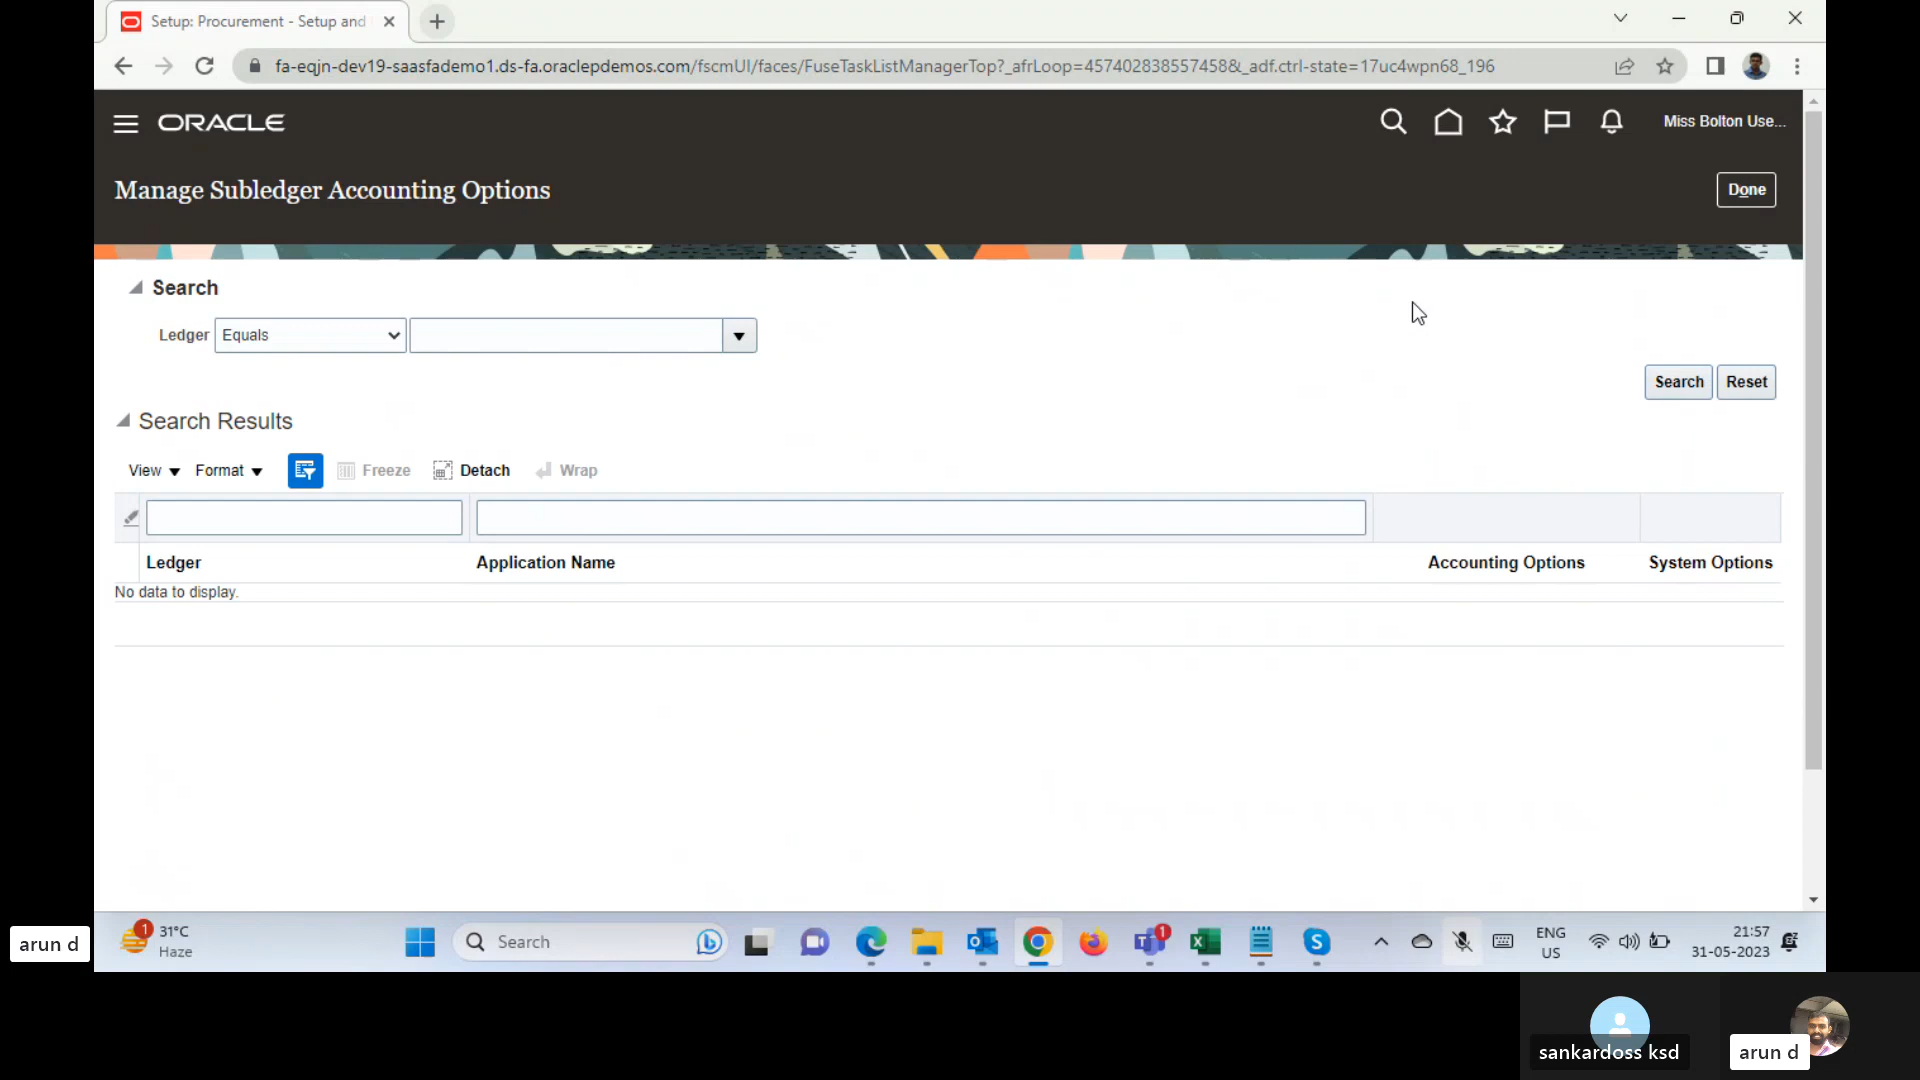 Setup: Procurement - Setup and
fa-eqjn-dev19-saasfademo1.ds-fa.oraclepdemos.com/fscmUI/faces/FuseTaskListManagerTop?_afrLoop=4574028385574588&_adf.ctrl-state=17uc4wpn68_196
ORACLE
Miss Bolton Use...
Manage Subledger Accounting Options
Done
Search
Ledger Equals
Search Reset
Search Results
View Format Freeze Detach Wrap
Ledger Application Name Accounting Options System Options
No data to display.
arun d
1 31°C
Haze
Search
1
ENG
US
21:57
31-05-2023
sankardoss ksd
arun d